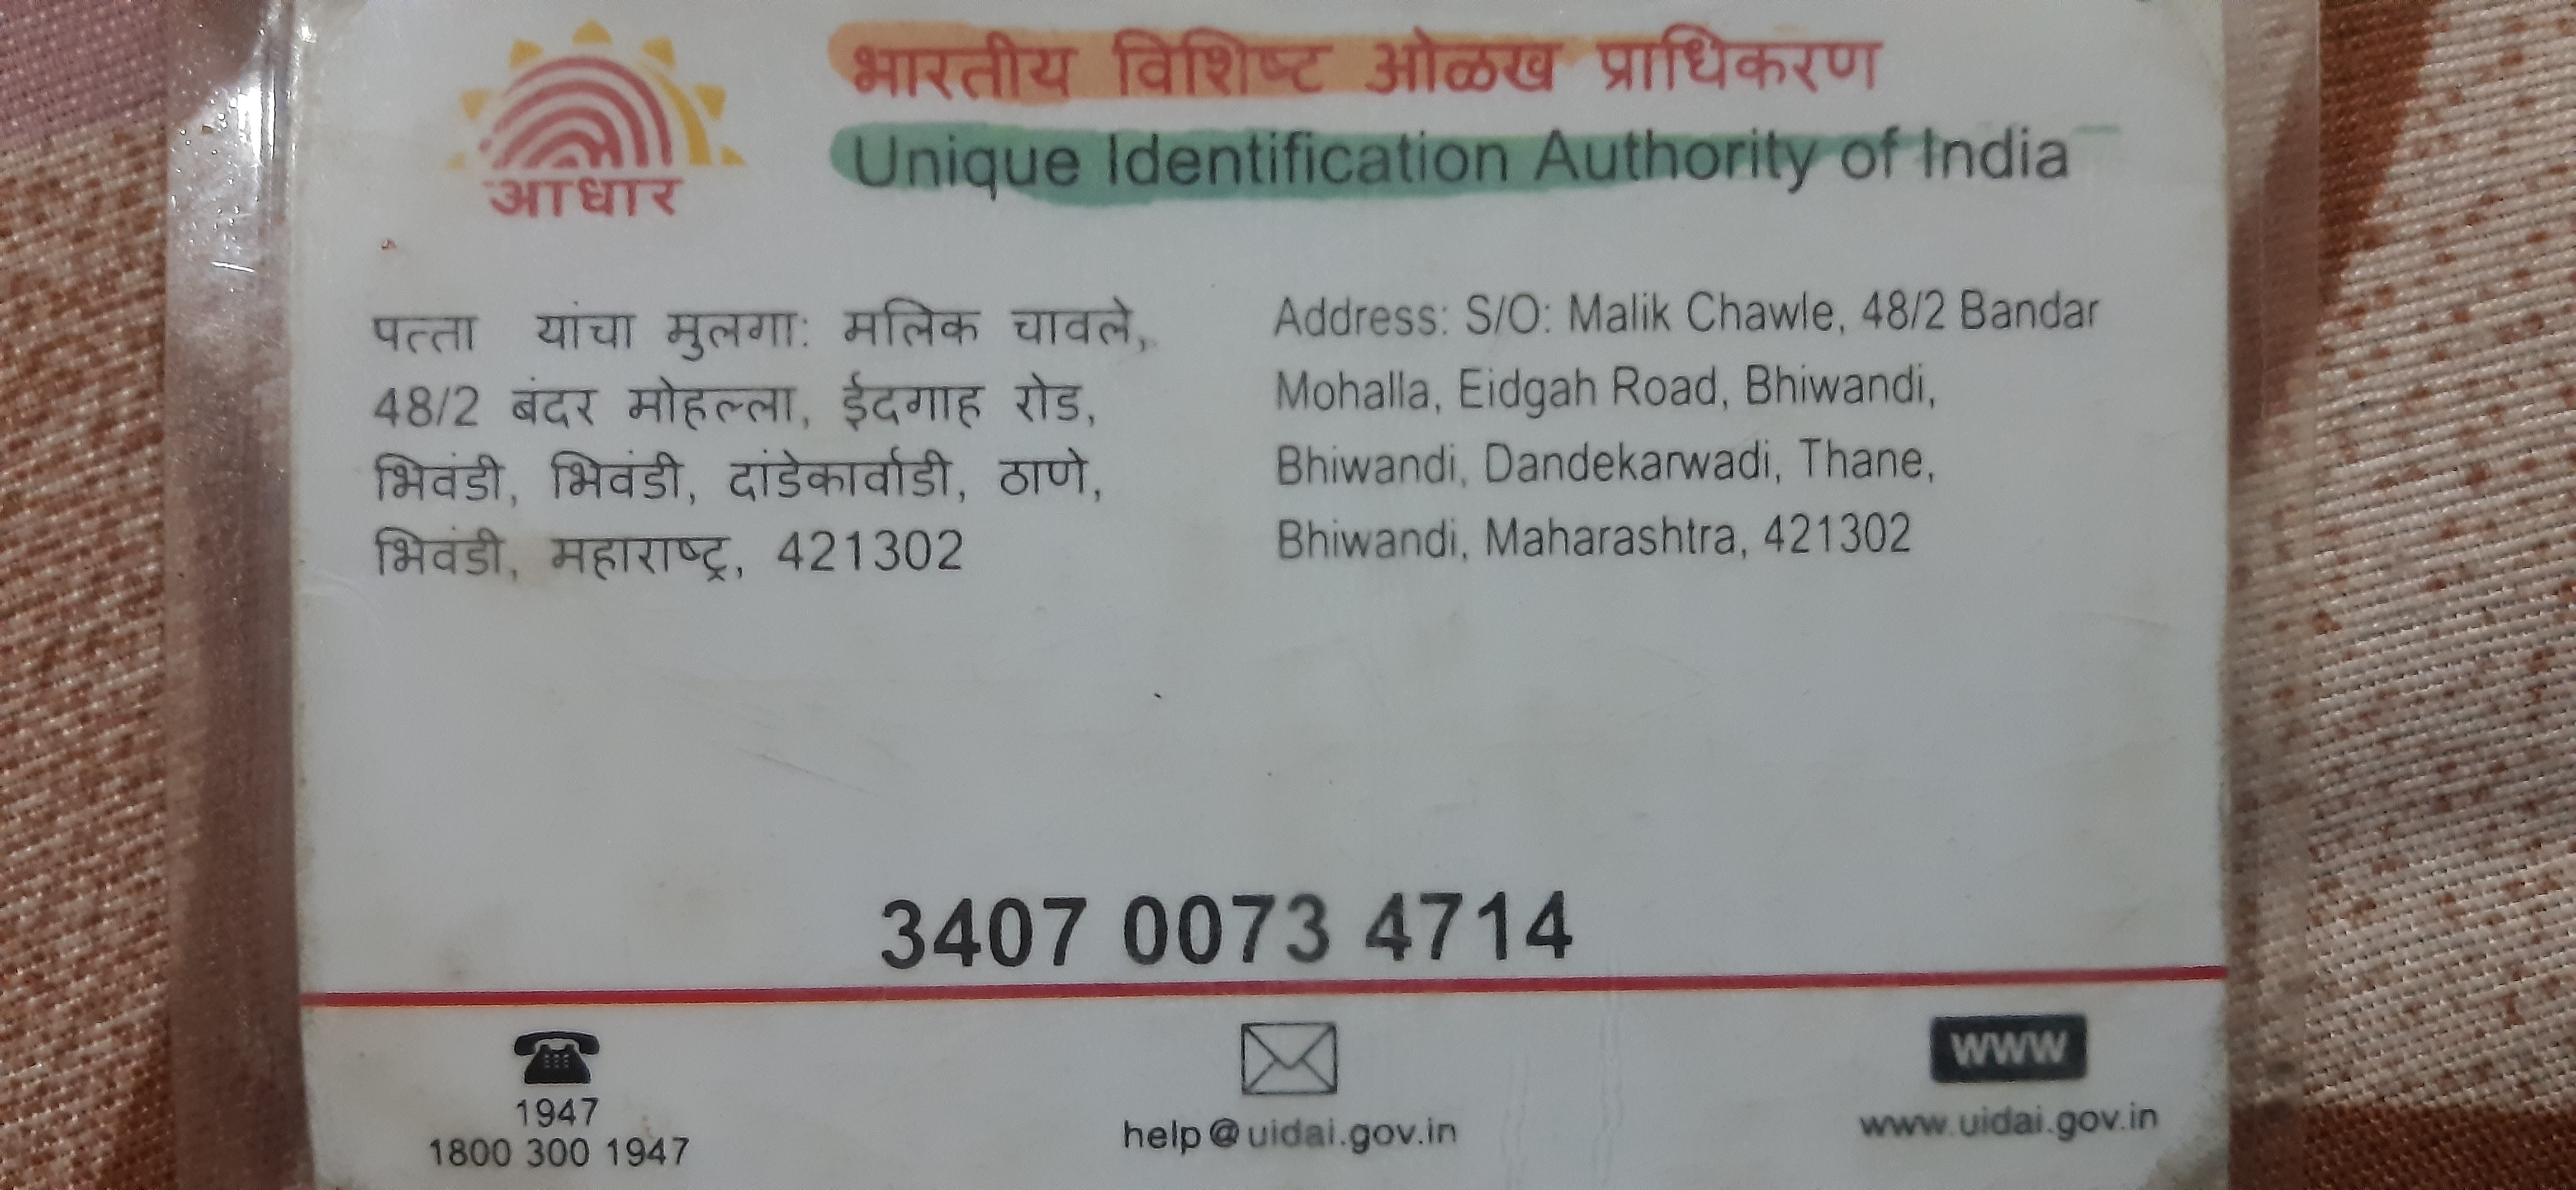 आधार
भारतीय विशिष्ट ओळख प्राधिकरण
Unique Identification Authority of India
पत्ता यांचा मुलगा: मलिक चावले,
48/2 बंदर मोहल्ला, ईदगाह रोड,
भिवंडी, भिवंडी, दांडेकार्वाडी, ठाणे,
भिवंडी, महाराष्ट्र, 421302
Address: S/O: Malik Chawle, 48/2 Bandar
Mohalla, Eidgah Road, Bhiwandi,
Bhiwandi, Dandekarwadi, Thane,
Bhiwandi, Maharashtra, 421302
3407 0073 4714
1947
1800 300 1947
help@uidai.gov.in
www
www.uidai.gov.in